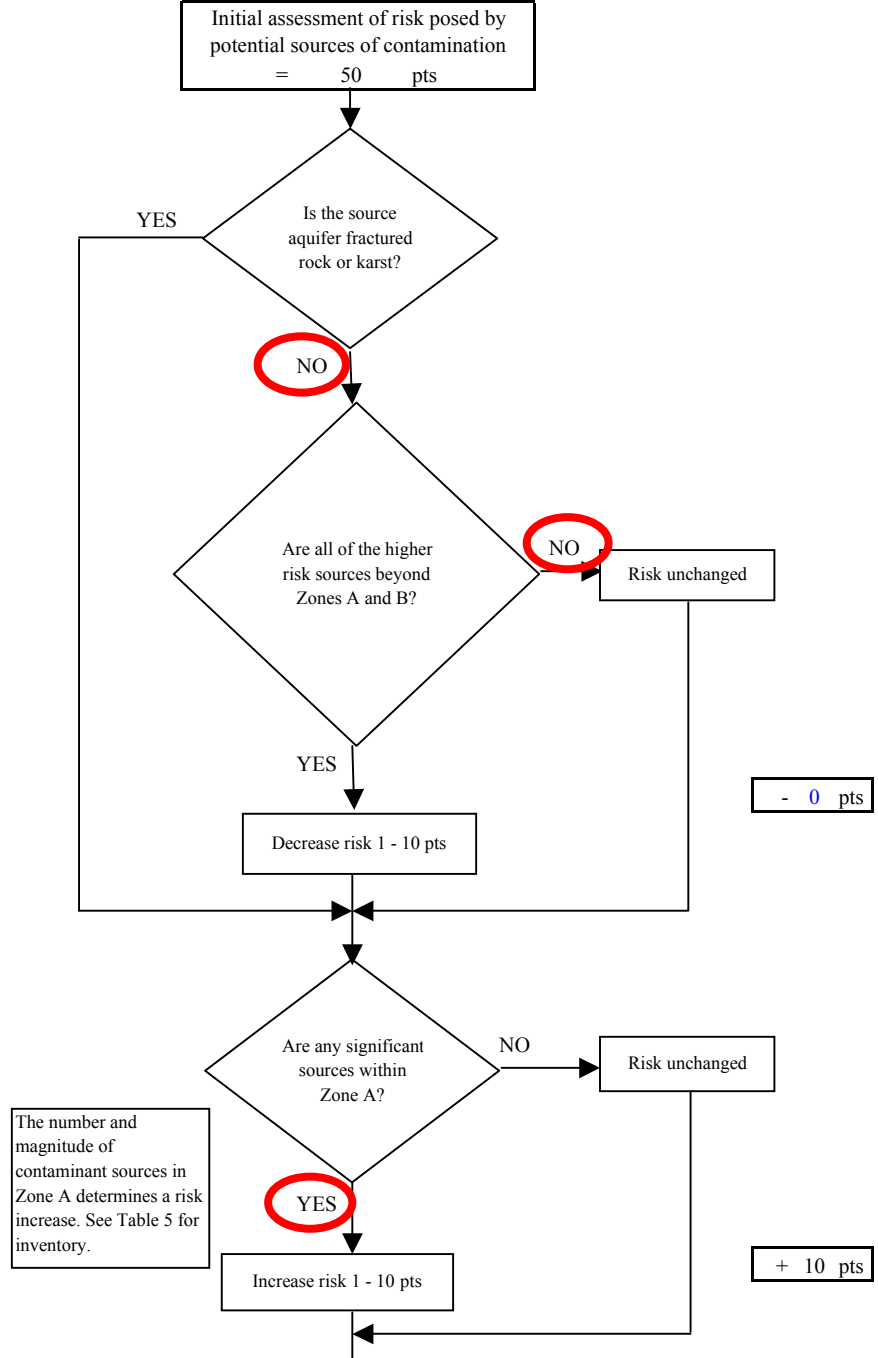 Initial assessment of risk posed by
potential sources of contamination
= 50 pts
YES
Is the source
aquifer fractured
rock or karst?
NO
Are all of the higher
risk sources beyond
Zones A and B?
NO
Risk unchanged
YES
- 0 pts
Decrease risk 1 - 10 pts
Are any significant
sources within
Zone A?
NO
Risk unchanged
The number and
magnitude of
contaminant sources in
Zone A determines a risk
increase. See Table 5 for
inventory.
YES
Increase risk 1 - 10 pts
+ 10 pts